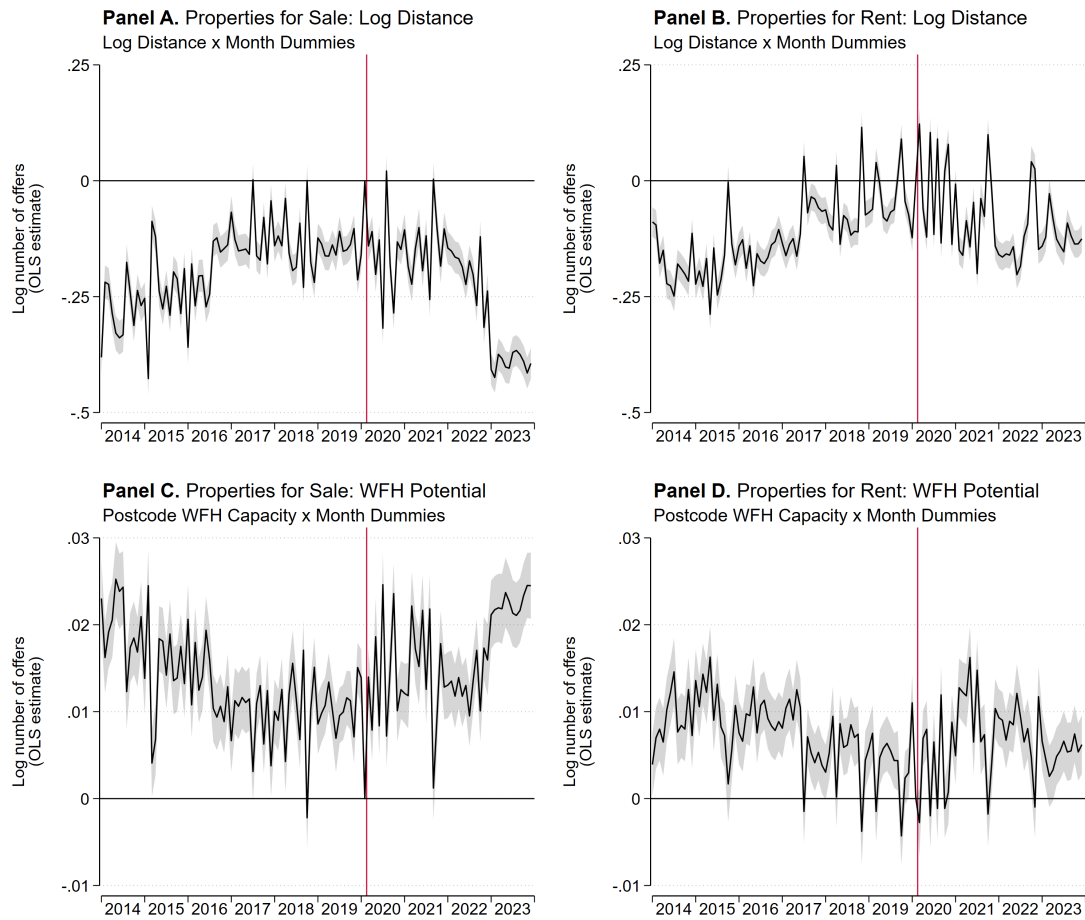 Panel A. Properties for Sale: Log Distance
Log Distance x Month Dummies
Log number of offers
(OLS estimate)
.25
0
-.25
-.5
2014 2015 2016 2017 2018 2019 2020 2021 2022 2023
Panel B. Properties for Rent: Log Distance
Log Distance x Month Dummies
Log number of offers
(OLS estimate)
.25
0
-.25
-.5
2014 2015 2016 2017 2018 2019 2020 2021 2022 2023
Panel C. Properties for Sale: WFH Potential
Postcode WFH Capacity x Month Dummies
Log number of offers
(OLS estimate)
.03
.02
.01
0
-.01
2014 2015 2016 2017 2018 2019 2020 2021 2022 2023
Panel D. Properties for Rent: WFH Potential
Postcode WFH Capacity x Month Dummies
Log number of offers
(OLS estimate)
.03
.02
.01
0
-.01
2014 2015 2016 2017 2018 2019 2020 2021 2022 2023